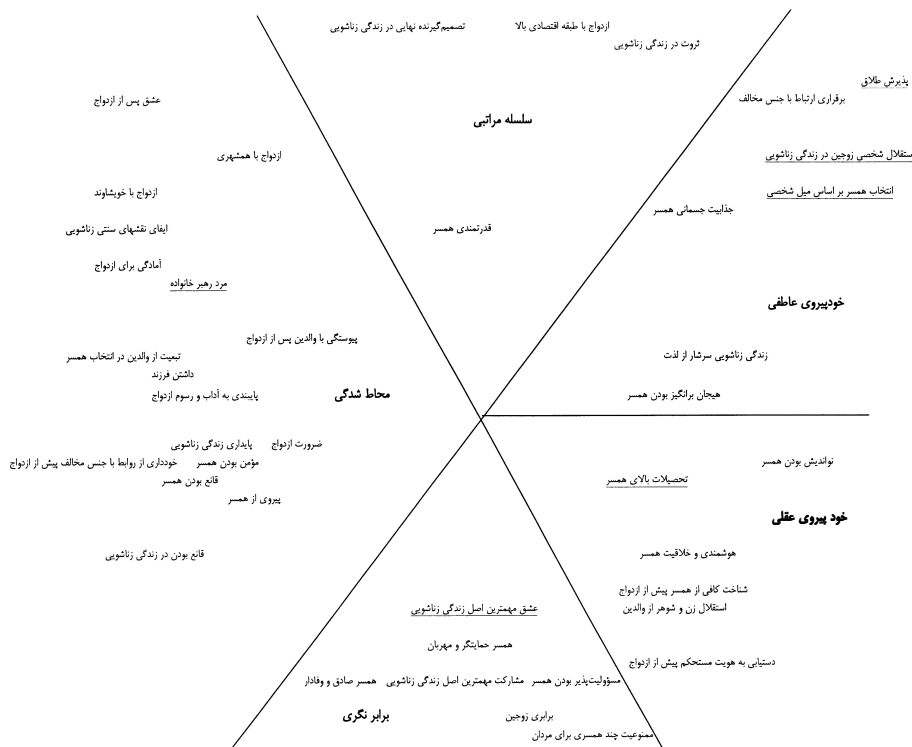 ازدواج با طبقه اقتصادی بالا
تصمیم‌گیرنده نهایی در زندگی زناشویی
ثروت در زندگی زناشویی
سلسله مراتبی
قدرتمندی همسر
پذیرش طلاق
برقراری ارتباط با جنس مخالف
ستقلال شخصی زوجین در زندگی زناشویی
انتخاب همسر بر اساس میل شخصی
جذابیت جسمانی همسر
خودپیروی عاطفی
زندگی زناشویی سرشار از لذت
هیجان برانگیز بودن همسر
نواندیش بودن همسر
تحصیلات بالای همسر
خود پیروی عقلی
هوشمندی و خلاقیت همسر
شناخت کافی از همسر پیش از ازدواج
استقلال زن و شوهر از والدین
دستیابی به هویت مستحکم پیش از ازدواج
عشق مهمترین اصل زندگی زناشویی
همسر حمایتگر و مهربان
مسؤولیت‌پذیر بودن همسر
مشارکت مهمترین اصل زندگی زناشویی
همسر صادق و وفادار
برابری زوجین
برابر نگری
ممنوعیت چند همسری برای مردان
عشق پس از ازدواج
ازدواج با همشهری
ازدواج با خویشاوند
ایفای نقشهای سنتی زناشویی
آمادگی برای ازدواج
مرد رهبر خانواده
پیوستگی با والدین پس از ازدواج
تبعیت از والدین در انتخاب همسر
داشتن فرزند
محاط شدگی
پایبندی به آداب و رسوم ازدواج
ضرورت ازدواج
پایداری زندگی زناشویی
مؤمن بودن همسر
خودداری از روابط با جنس مخالف پیش از ازدواج
قانع بودن همسر
پیروی از همسر
قانع بودن در زندگی زناشویی